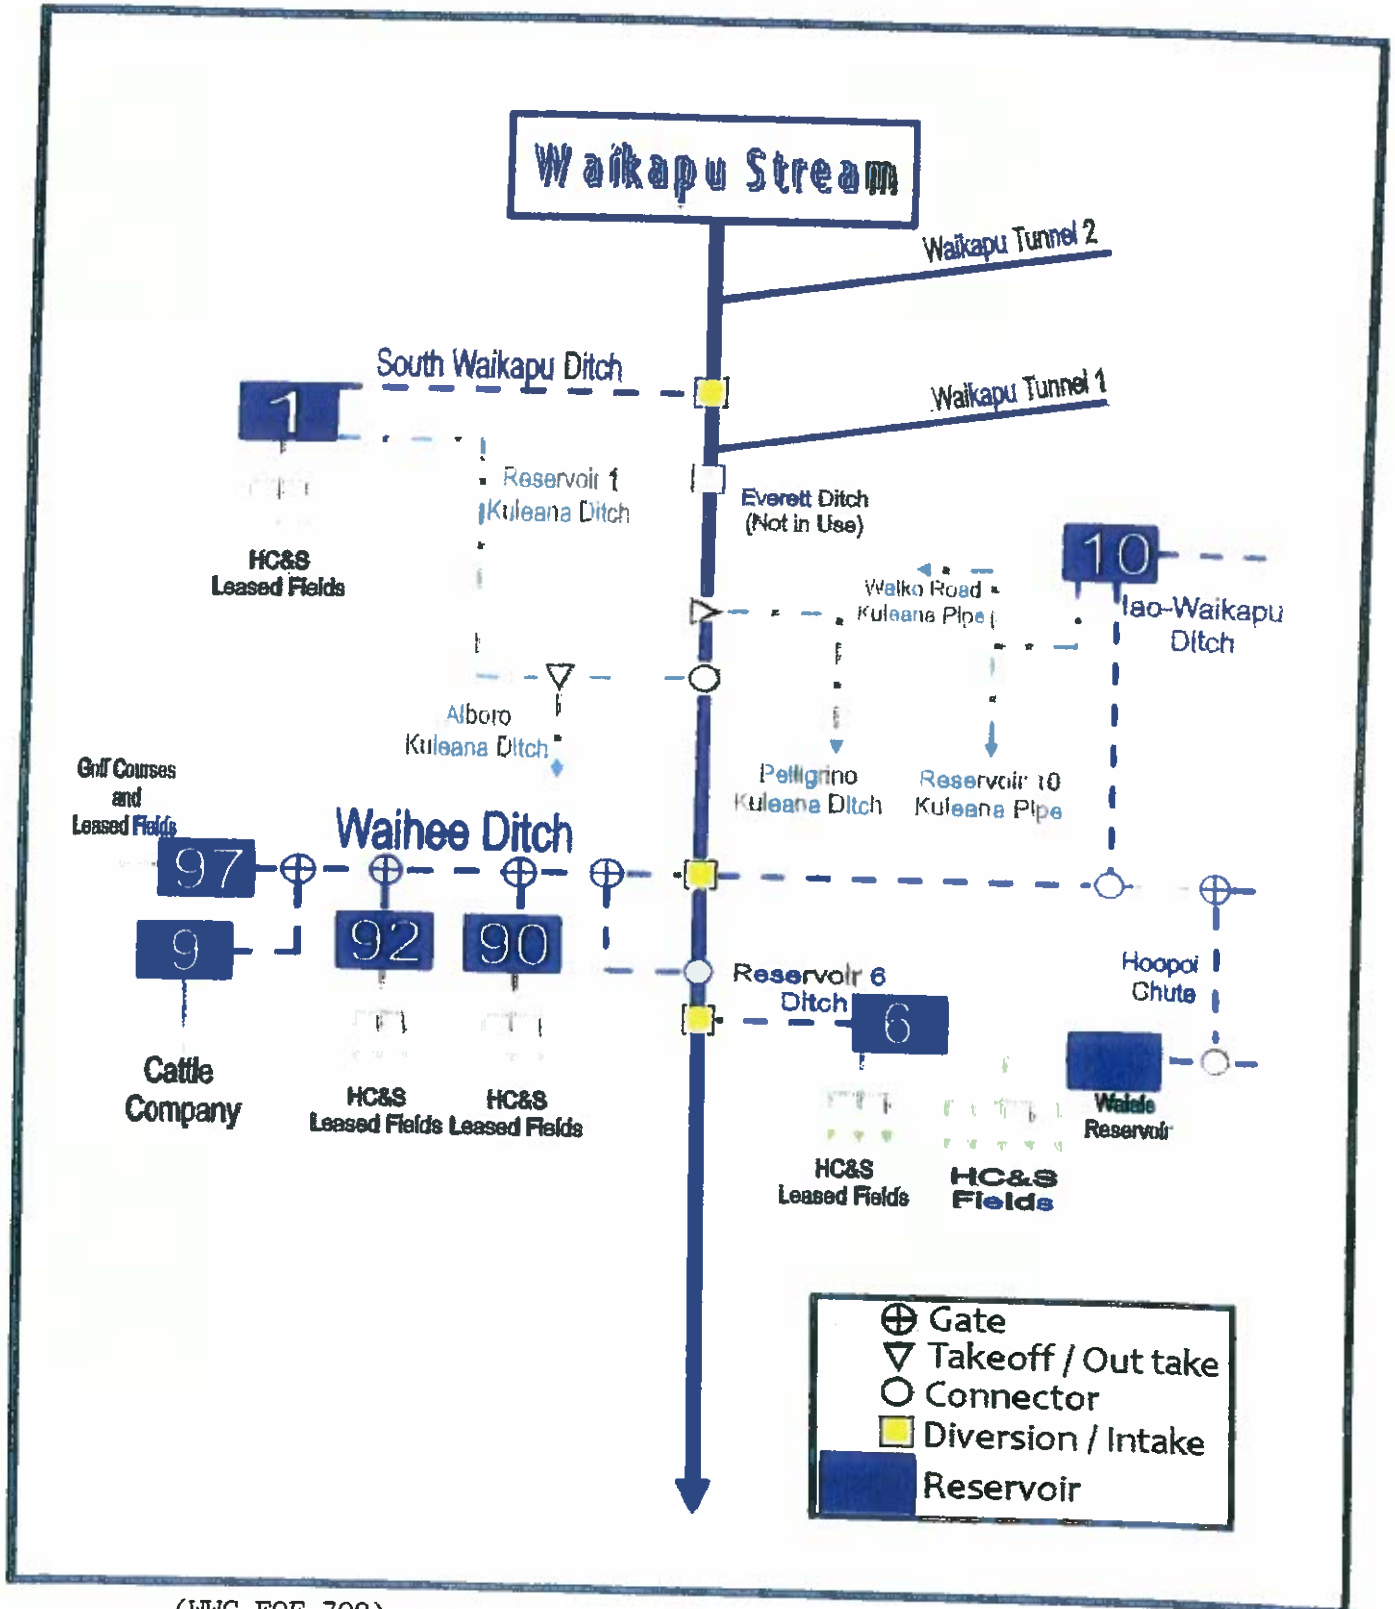 Waikapu Stream
Waikapu Tunnel 2
South Waikapu Ditch
Waikapu Tunnel 1
1
Reservoir 1
Kuleana Ditch
Everett Ditch
(Not in Use)
HC&S
Leased Fields
10
Waiko Road
Kuleana Pipe
Iao-Waikapu
Ditch
Alboro
Kuleana Ditch
Pelligrino
Kuleana Ditch
Reservoir 10
Kuleana Pipe
Golf Courses
and
Leased Fields
Waihee Ditch
97
9
92
90
Reservoir 6
Ditch
6
Hoopoi
Chute
Cattle
Company
HC&S
Leased Fields
HC&S
Leased Fields
Waiale
Reservoir
HC&S
Leased Fields
HC&S
Fields
Gate
Takeoff / Out take
Connector
Diversion / Intake
Reservoir